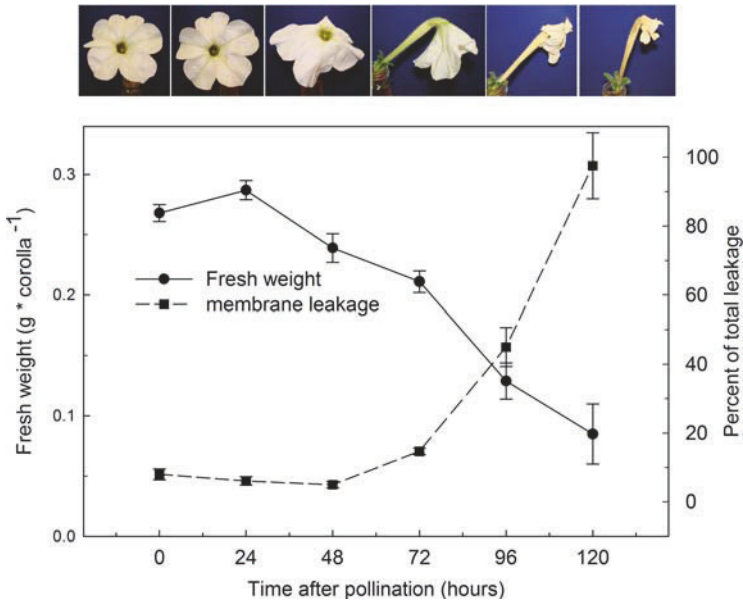 0.3
0.2
0.1
0.0
Fresh weight (g * corolla ⁻¹)
Fresh weight
membrane leakage
100
80
60
40
20
0
Percent of total leakage
0 24 48 72 96 120
Time after pollination (hours)